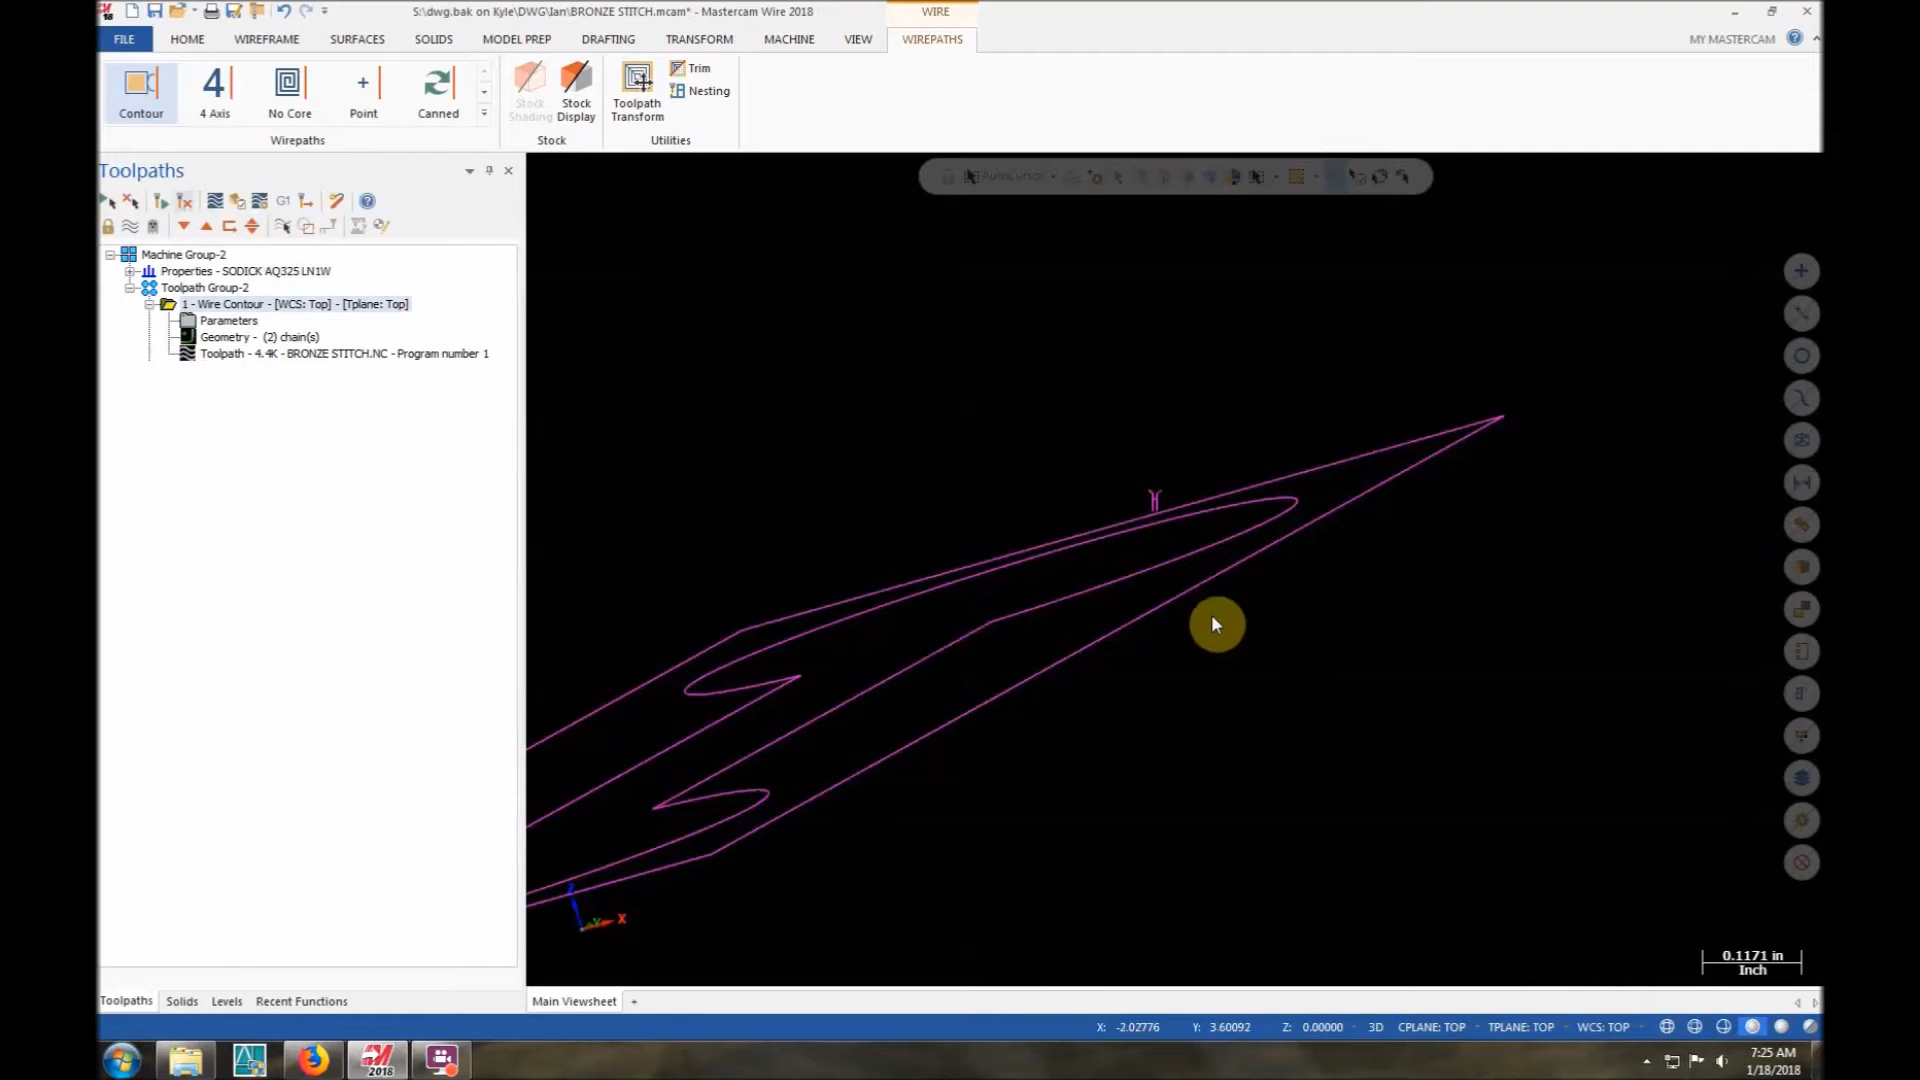 S:\dwg.bak on Kyle\DWG\Ian\BRONZE STITCH.mcam* - Mastercam Wire 2018
WIRE
FILE HOME WIREFRAME SURFACES SOLIDS MODEL PREP DRAFTING TRANSFORM MACHINE VIEW WIREPATHS MY MASTERCAM
Contour
4 Axis
No Core
Point
Canned
Stock Shading
Stock Display
Toolpath Transform
Trim
Nesting
Wirepaths
Stock
Utilities
Toolpaths
AutoCursor
G1
Machine Group-2
Properties - SODICK AQ325 LN1W
Toolpath Group-2
1 - Wire Contour - [WCS: Top] - [Tplane: Top]
Parameters
Geometry - (2) chain(s)
Toolpath - 4.4K - BRONZE STITCH.NC - Program number 1
Z
Y
X
0.1171 in
Inch
Toolpaths Solids Levels Recent Functions
Main Viewsheet +
X: -2.02776 Y: 3.60092 Z: 0.00000 3D CPLANE: TOP TPLANE: TOP WCS: TOP
2018
7:25 AM
1/18/2018